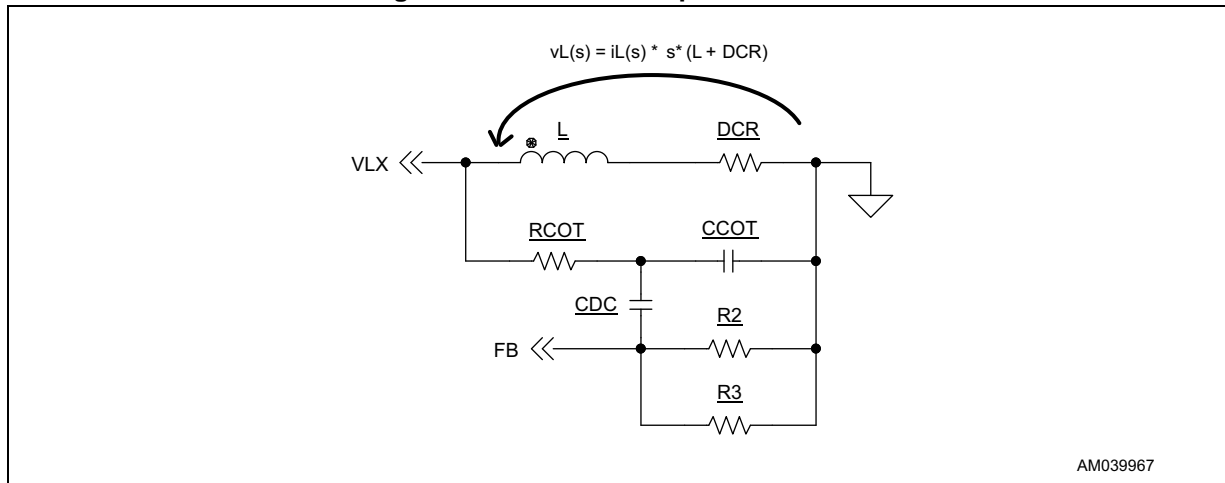 vL(s) = iL(s) * s* (L + DCR)
L
DCR
VLX
RCOT
CCOT
CDC
R2
FB
R3
AM039967